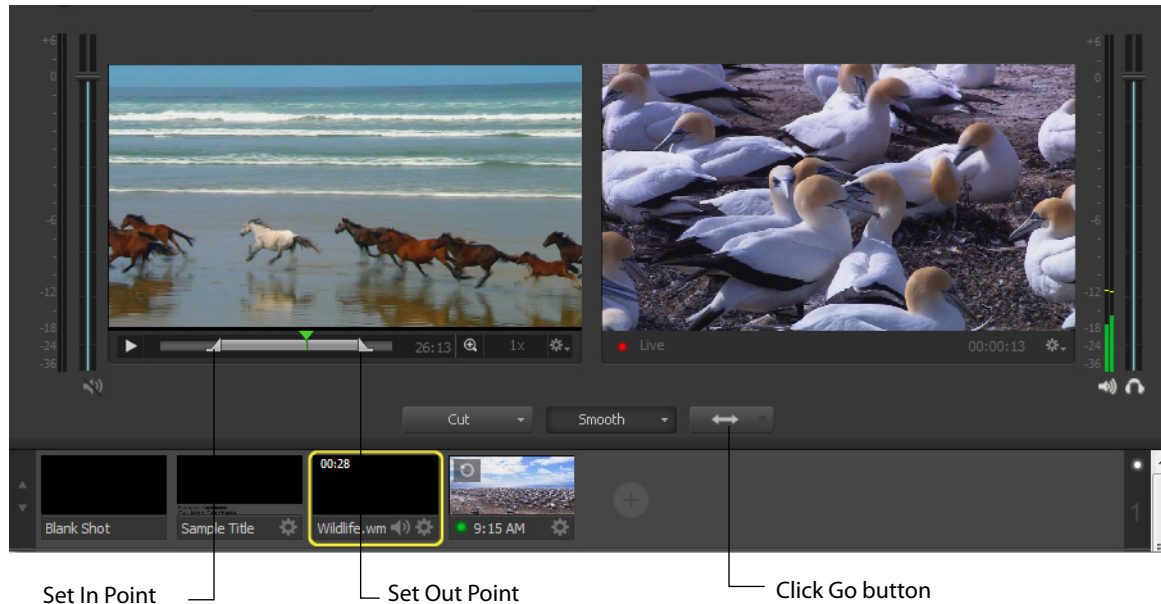 +6
0
-6
-12
-18
-24
-36
26:13
1x
Live
00:00:13
+6
0
-6
-12
-18
-24
-36
Cut
Smooth
00:28
Blank Shot
Sample Title
Wildlife.wm
9:15 AM
1
Set In Point
Set Out Point
Click Go button